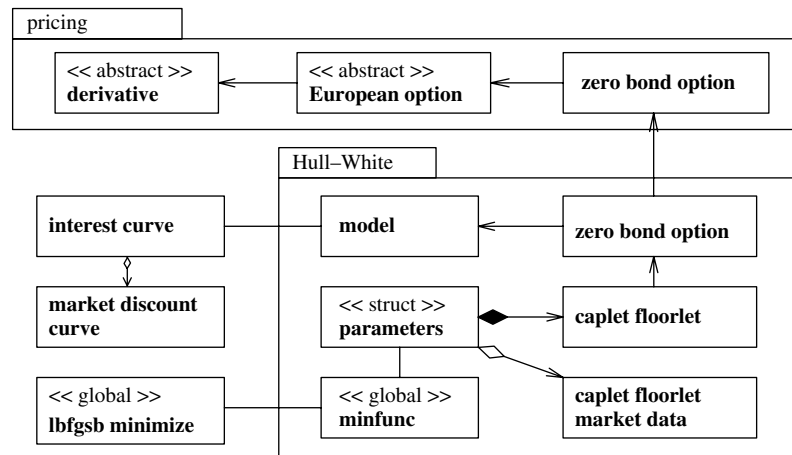 pricing
<< abstract >>
derivative
<< abstract >>
European option
zero bond option
Hull–White
interest curve
model
zero bond option
market discount
curve
<< struct >>
parameters
caplet floorlet
<< global >>
lbfgsb minimize
<< global >>
minfunc
caplet floorlet
market data